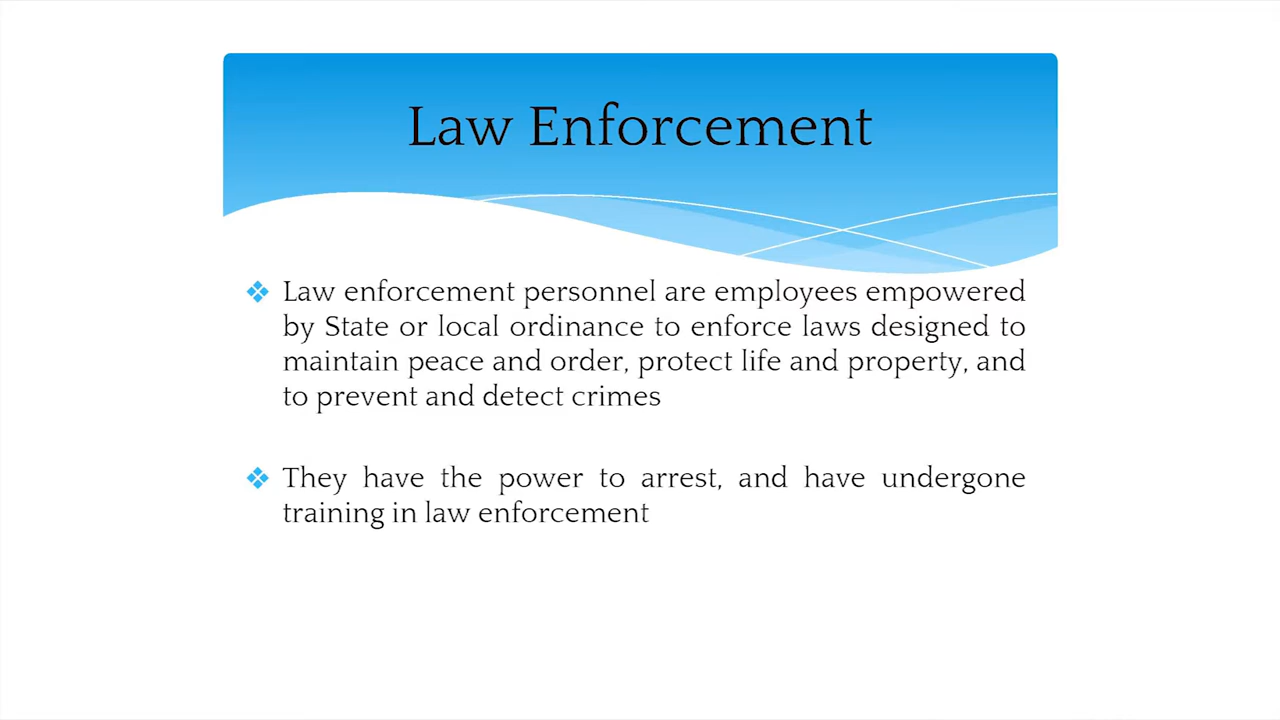 Law Enforcement
Law enforcement personnel are employees empowered
by State or local ordinance to enforce laws designed to
maintain peace and order, protect life and property, and
to prevent and detect crimes
They have the power to arrest, and have undergone
training in law enforcement